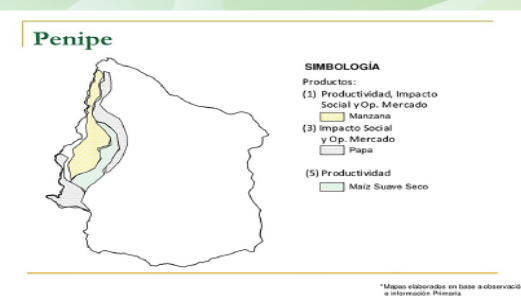 Penipe
SIMBOLOGÍA
Productos:
(1) Productividad, Impacto
Social y Op. Mercado
Manzana
(3) Impacto Social
y Op. Mercado
Papa
(5) Productividad
Maíz Suave Seco
*Mapas elaborados en base a observació
e información Primaria